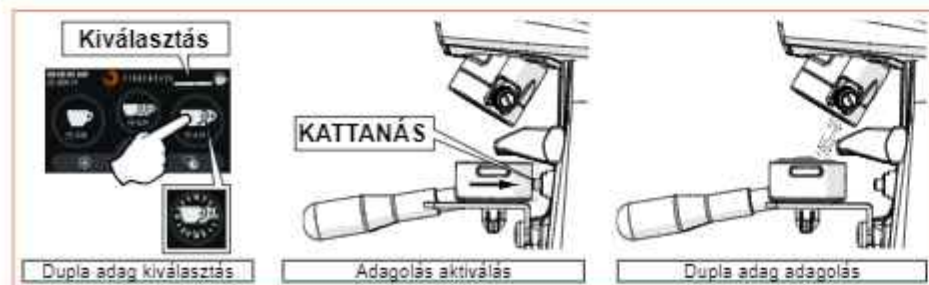 Kiválasztás
KATTANÁS
Dupla adag kiválasztás
Adagolás aktiválás
Dupla adag adagolás